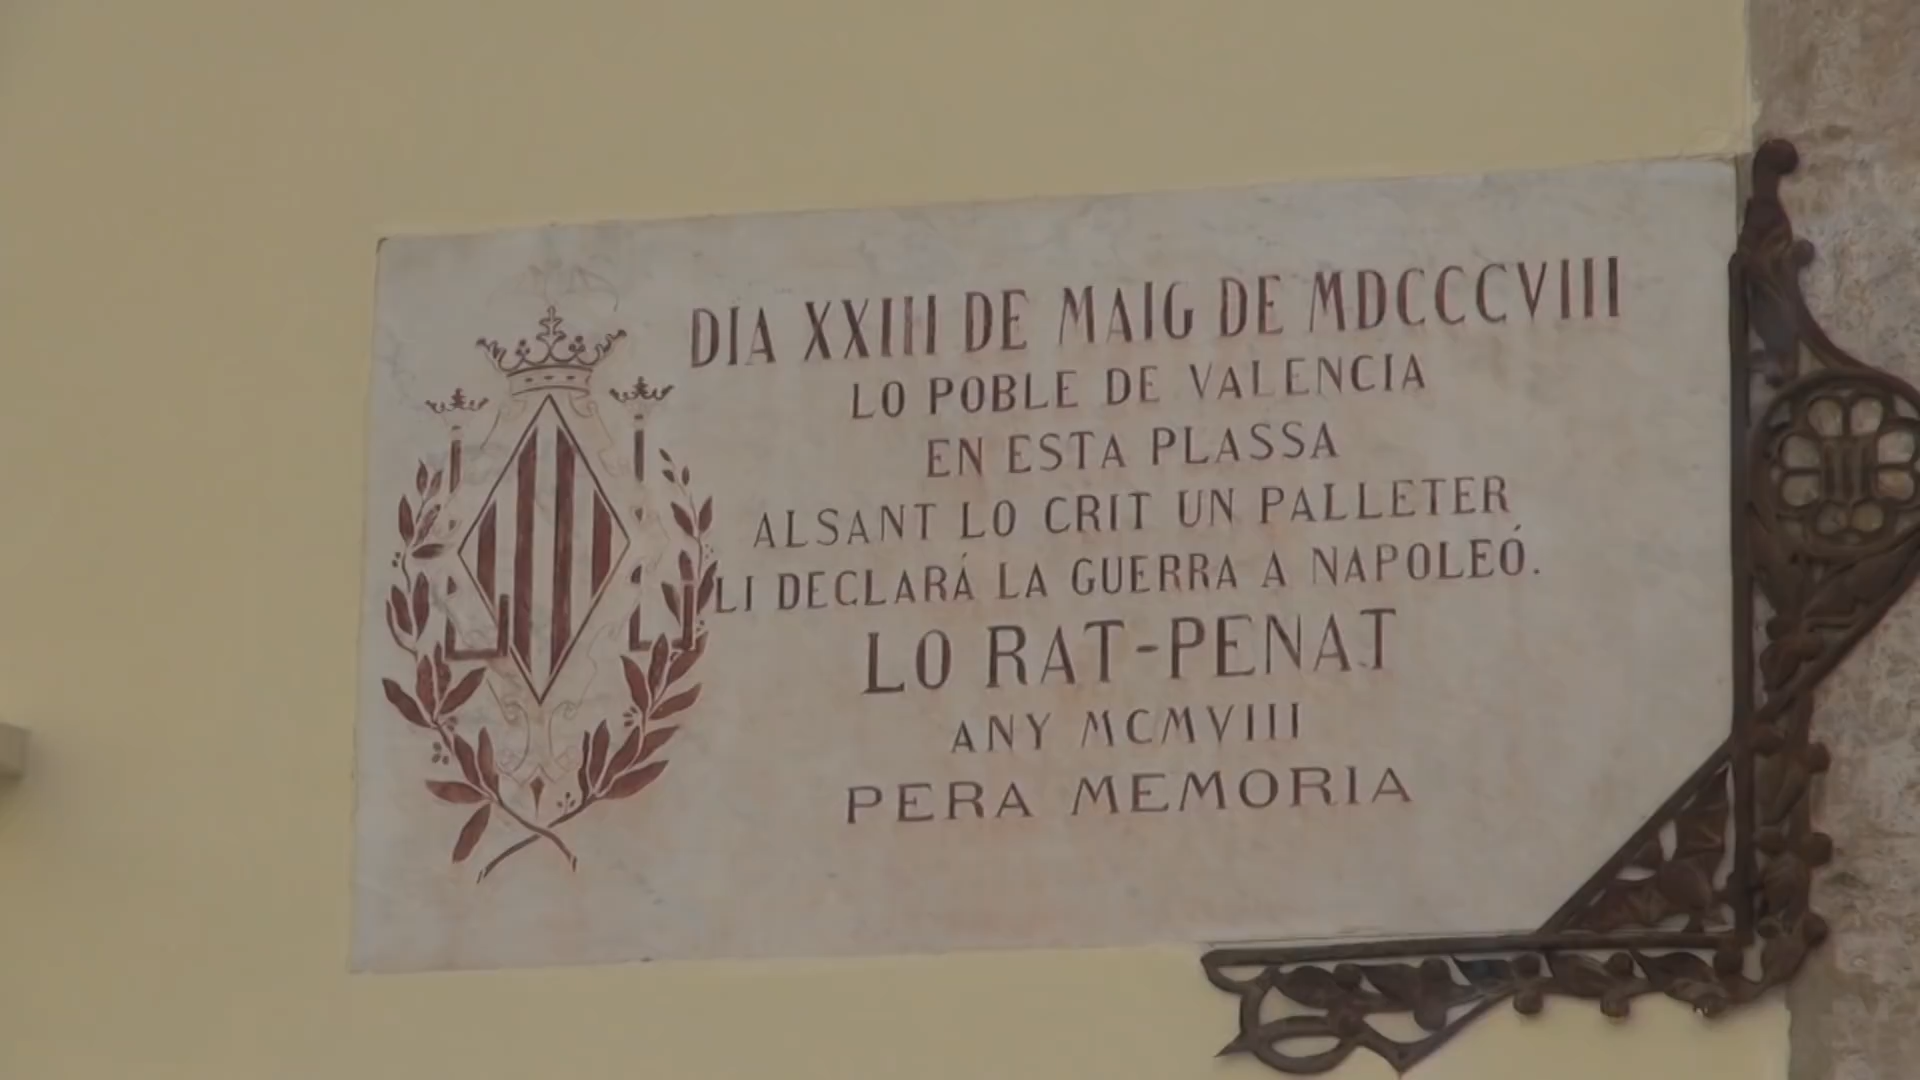 DIA XXIII DE MAIG DE MDCCCVIII
LO POBLE DE VALENCIA
EN ESTA PLASSA
ALSANT LO CRIT UN PALLETER
LI DECLARÁ LA GUERRA A NAPOLEÓ.
LO RAT-PENAT
ANY MCMVIII
PERA MEMORIA